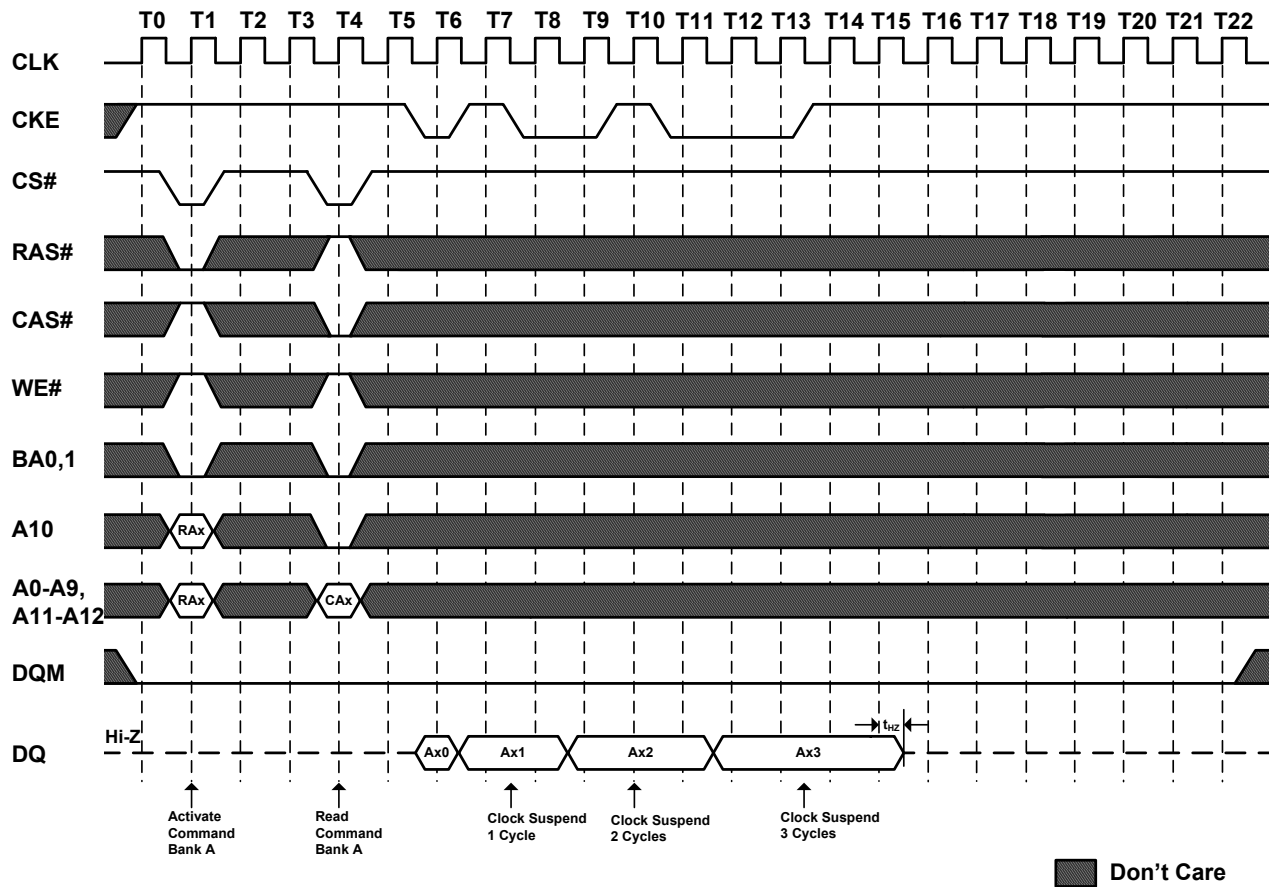 T0 T1 T2 T3 T4 T5 T6 T7 T8 T9 T10 T11 T12 T13 T14 T15 T16 T17 T18 T19 T20 T21 T22
CLK
CKE
CS#
RAS#
CAS#
WE#
BA0,1
A10
RAx
A0-A9,
A11-A12
RAx
CAx
DQM
DQ
Hi-Z
Ax0
Ax1
Ax2
Ax3
tHZ
Activate
Command
Bank A
Read
Command
Bank A
Clock Suspend
1 Cycle
Clock Suspend
2 Cycles
Clock Suspend
3 Cycles
Don't Care